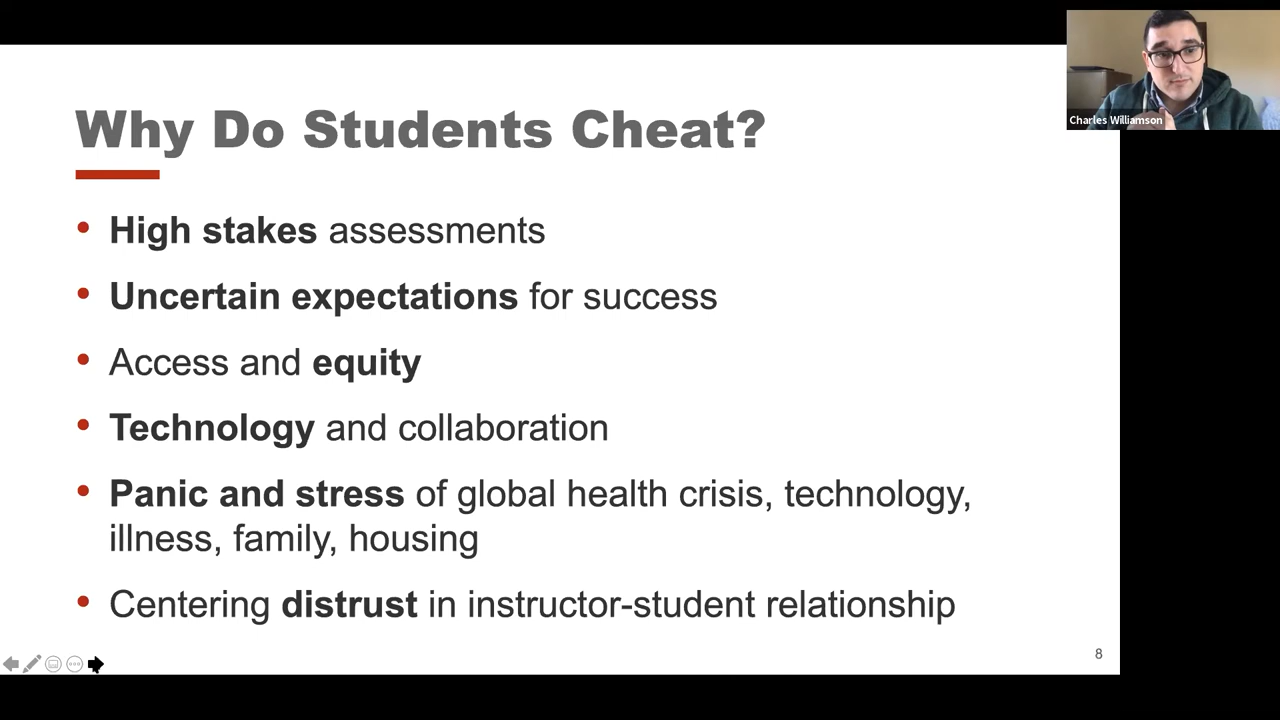 Why Do Students Cheat?
• High stakes assessments
• Uncertain expectations for success
• Access and equity
• Technology and collaboration
• Panic and stress of global health crisis, technology,
illness, family, housing
• Centering distrust in instructor-student relationship
8
Charles Williamson